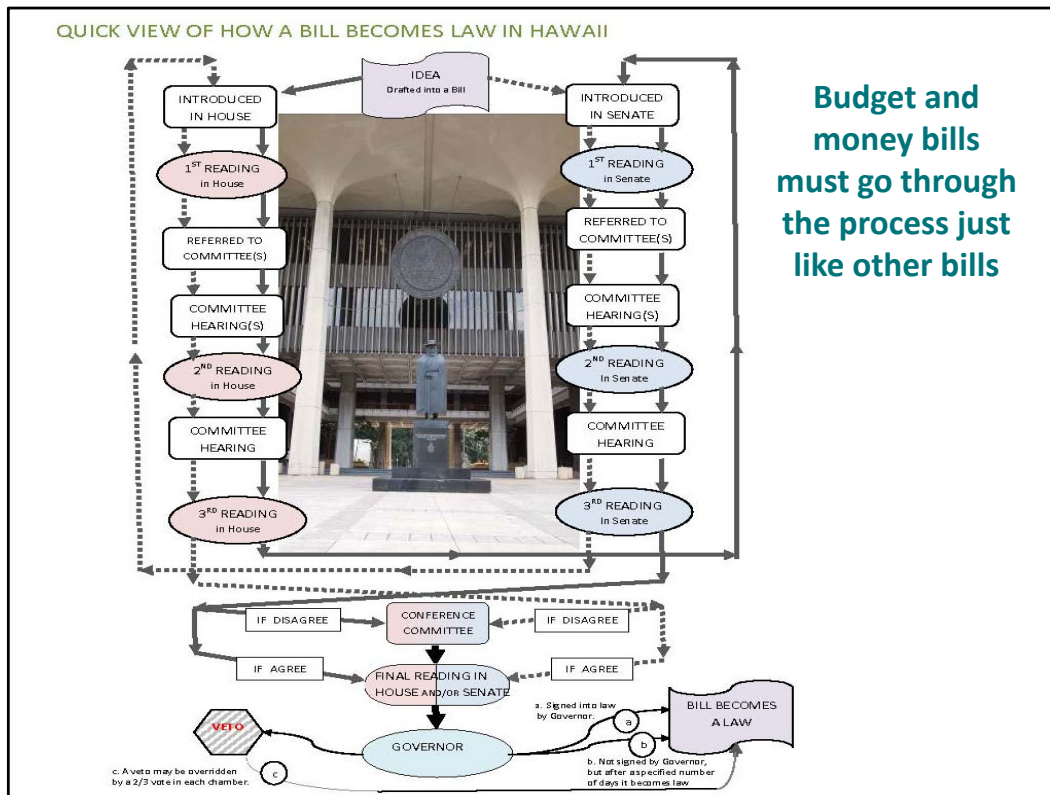 QUICK VIEW OF HOW A BILL BECOMES LAW IN HAWAII
IDEA
Drafted into a Bill
INTRODUCED
IN HOUSE
1ST READING
in House
REFERRED TO
COMMITTEE(S)
COMMITTEE
HEARING(S)
2ND READING
in House
COMMITTEE
HEARING
3RD READING
in House
INTRODUCED
IN SENATE
1ST READING
in Senate
REFERRED TO
COMMITTEE(S)
COMMITTEE
HEARING(S)
2ND READING
In Senate
COMMITTEE
HEARING
3RD READING
In Senate
Budget and
money bills
must go through
the process just
like other bills
IF DISAGREE
CONFERENCE
COMMITTEE
IF DISAGREE
IF AGREE
FINAL READING IN
HOUSE AND/OR SENATE
IF AGREE
VETO
GOVERNOR
a. Signed into law
by Governor.
a
b
BILL BECOMES
A LAW
b. Not signed by Governor,
but after a specified number
of days it becomes law
c. A veto may be overridden
by a 2/3 vote in each chamber.
c